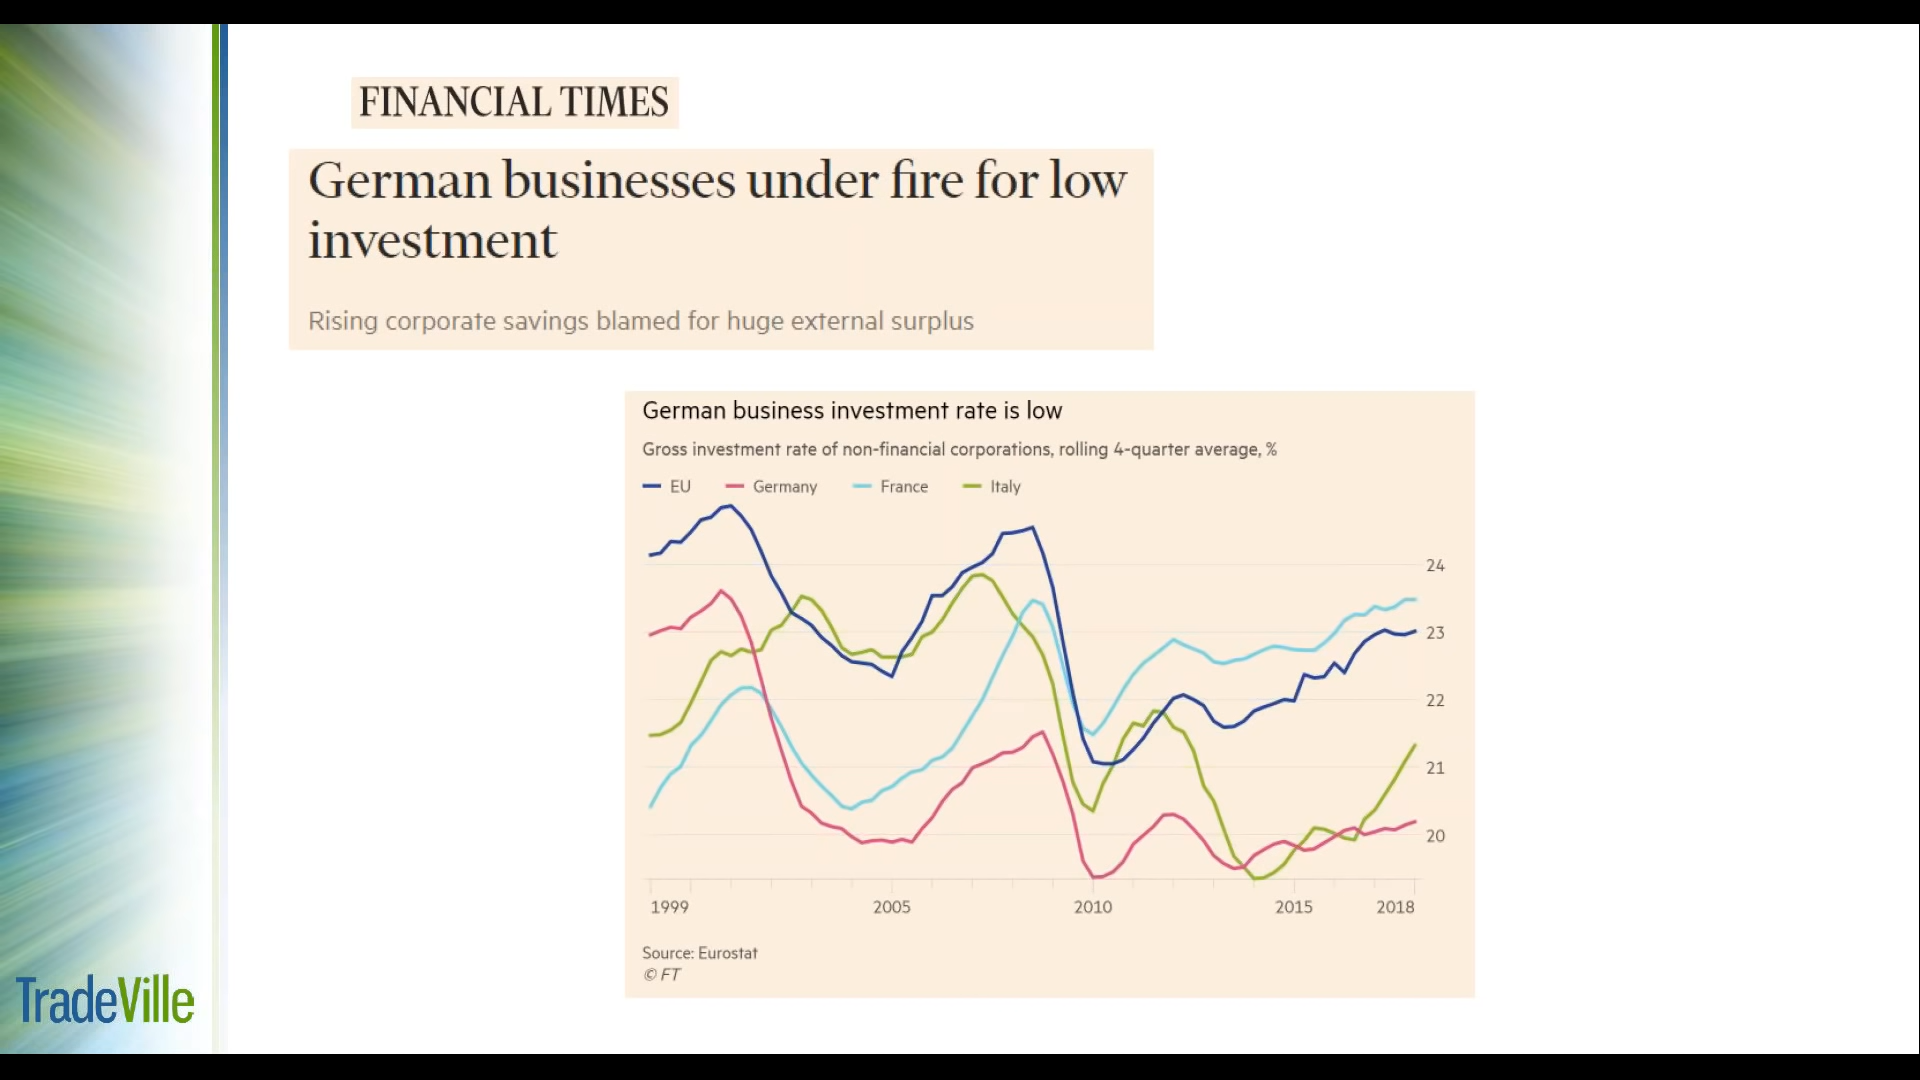 FINANCIAL TIMES
German businesses under fire for low
investment
Rising corporate savings blamed for huge external surplus
German business investment rate is low
Gross investment rate of non-financial corporations, rolling 4-quarter average, %
EU Germany France Italy
24
23
22
21
20
1999 2005 2010 2015 2018
Source: Eurostat
© FT
TradeVille